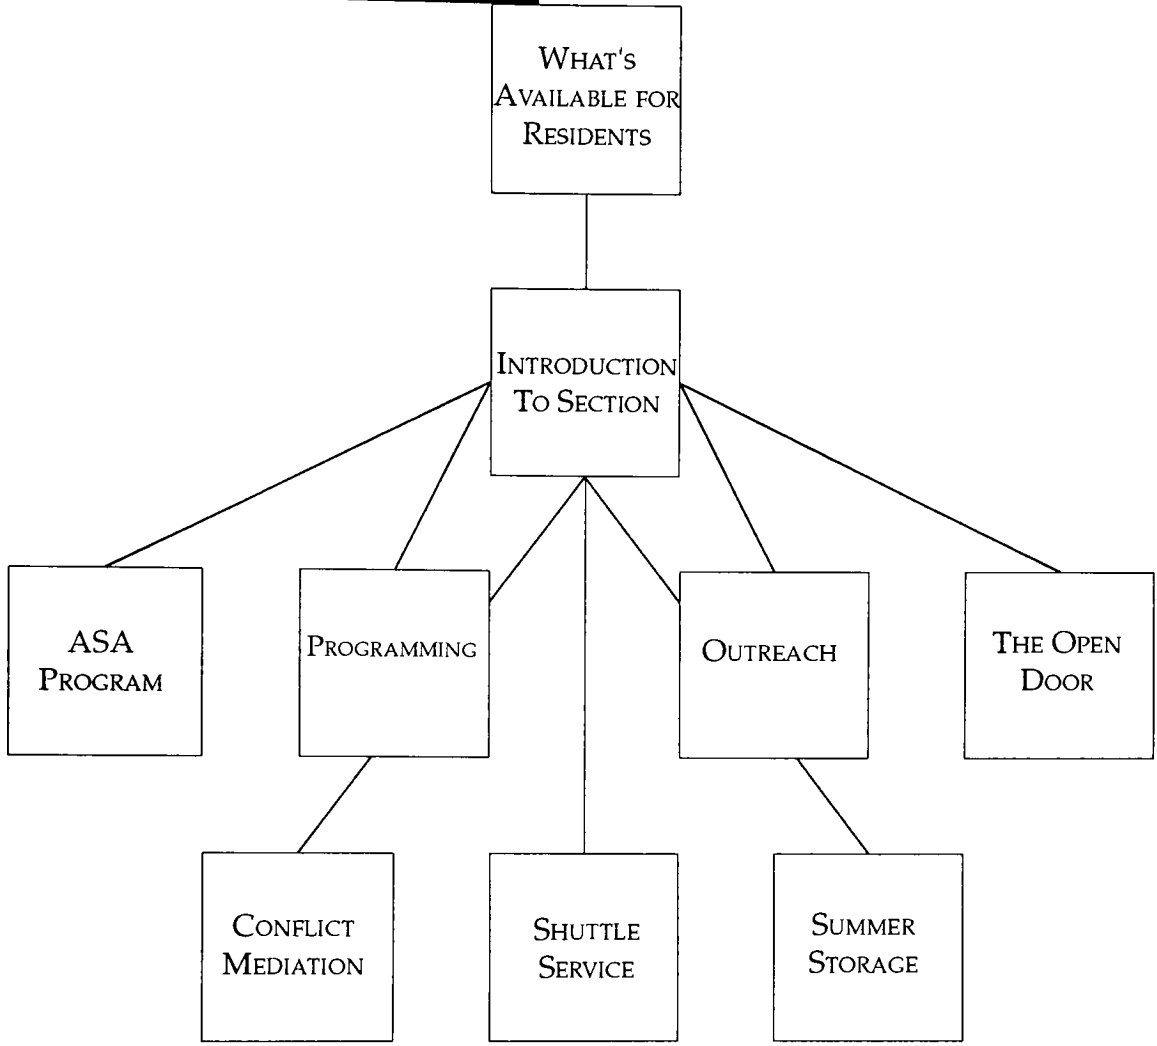 WHAT'S
AVAILABLE FOR
RESIDENTS
INTRODUCTION
TO SECTION
ASA
PROGRAM
PROGRAMMING
OUTREACH
THE OPEN
DOOR
CONFLICT
MEDIATION
SHUTTLE
SERVICE
SUMMER
STORAGE